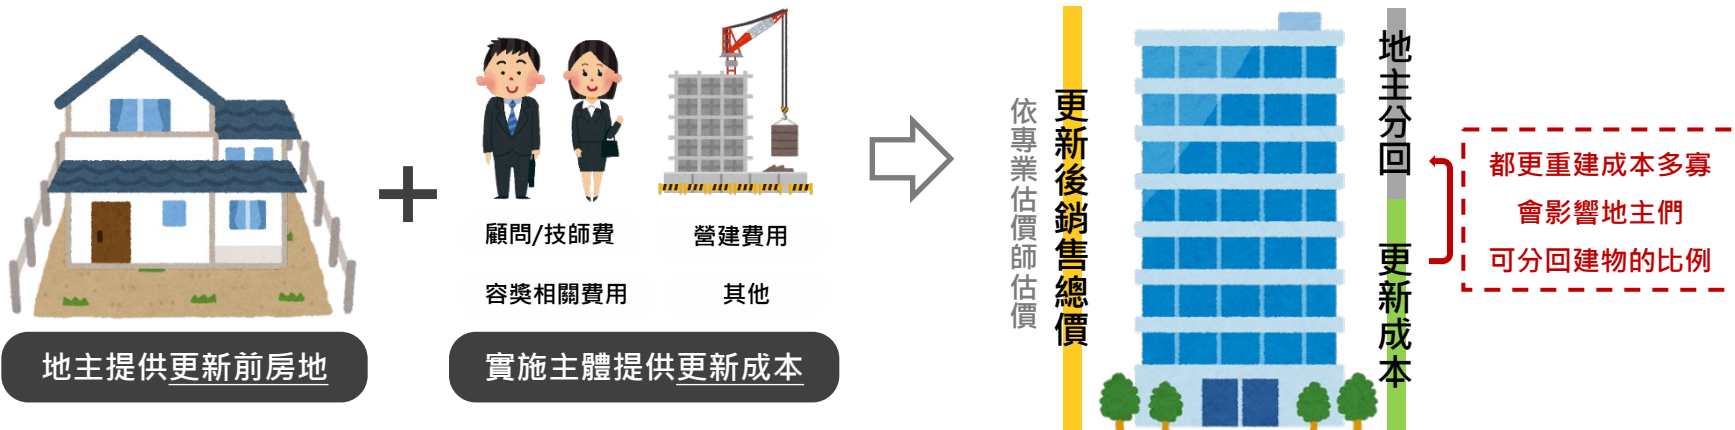 顧問/技師費
營建費用
容獎相關費用
其他
地主提供更新前房地
實施主體提供更新成本
依專業估價師估價
更新後銷售總價
地主分回
更新成本
都更重建成本多寡
會影響地主們
可分回建物的比例